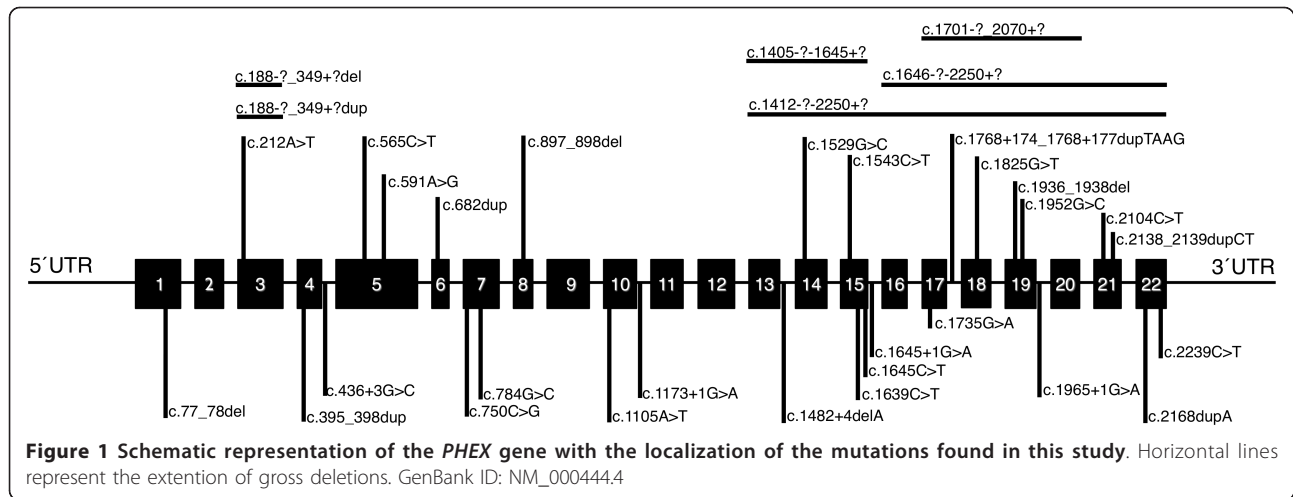 c.1701-?_2070+?
c.1405-?-1645+?
c.188-?_349+?del
c.1646-?-2250+?
c.188-?_349+?dup
c.1412-?-2250+?
c.212A>T
c.565C>T
c.897_898del
c.1529G>C
c.1768+174_1768+177dupTAAG
c.1543C>T
c.1825G>T
c.591A>G
c.1936_1938del
c.682dup
c.1952G>C
c.2104C>T
c.2138_2139dupCT
5´UTR
3´UTR
1 2 3 4 5 6 7 8 9 10 11 12 13 14 15 16 17 18 19 20 21 22
c.1735G>A
c.1645+1G>A
c.2239C>T
c.1645C>T
c.436+3G>C
c.784G>C
c.1173+1G>A
c.1639C>T
c.1965+1G>A
c.77_78del
c.395_398dup
c.750C>G
c.1105A>T
c.1482+4delA
c.2168dupA
Figure 1 Schematic representation of the PHEX gene with the localization of the mutations found in this study. Horizontal lines
represent the extention of gross deletions. GenBank ID: NM_000444.4